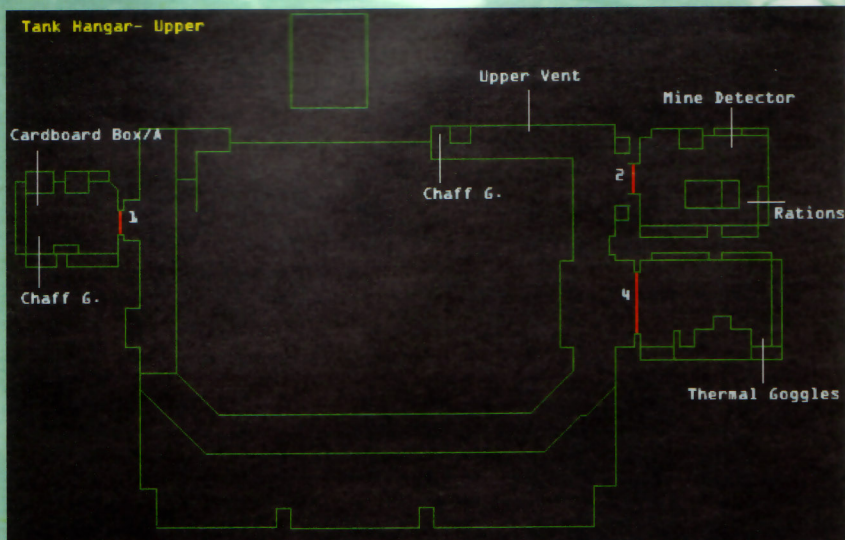 Tank Hangar- Upper
Upper Vent
Mine Detector
Cardboard Box/A
2
Chaff G.
1
Rations
Chaff G.
4
Thermal Goggles